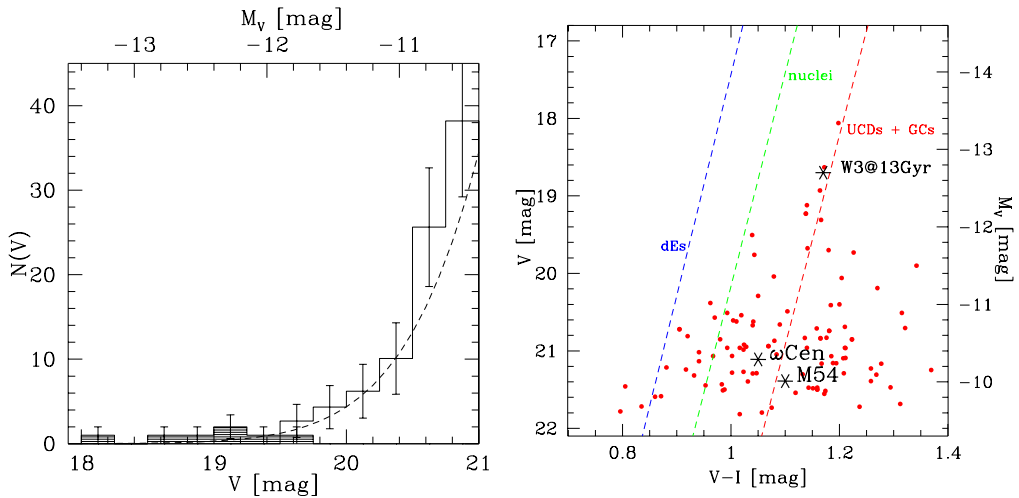 M_V [mag]
−13 −12 −11
40
30
20
10
0
N(V)
18 19 20 21
V [mag]
17
18
19
20
21
22
V [mag]
−14
−13
−12
−11
−10
M_V [mag]
nuclei
UCDs + GCs
W3@13Gyr
dEs
ωCen
M54
0.8 1 1.2 1.4
V−I [mag]